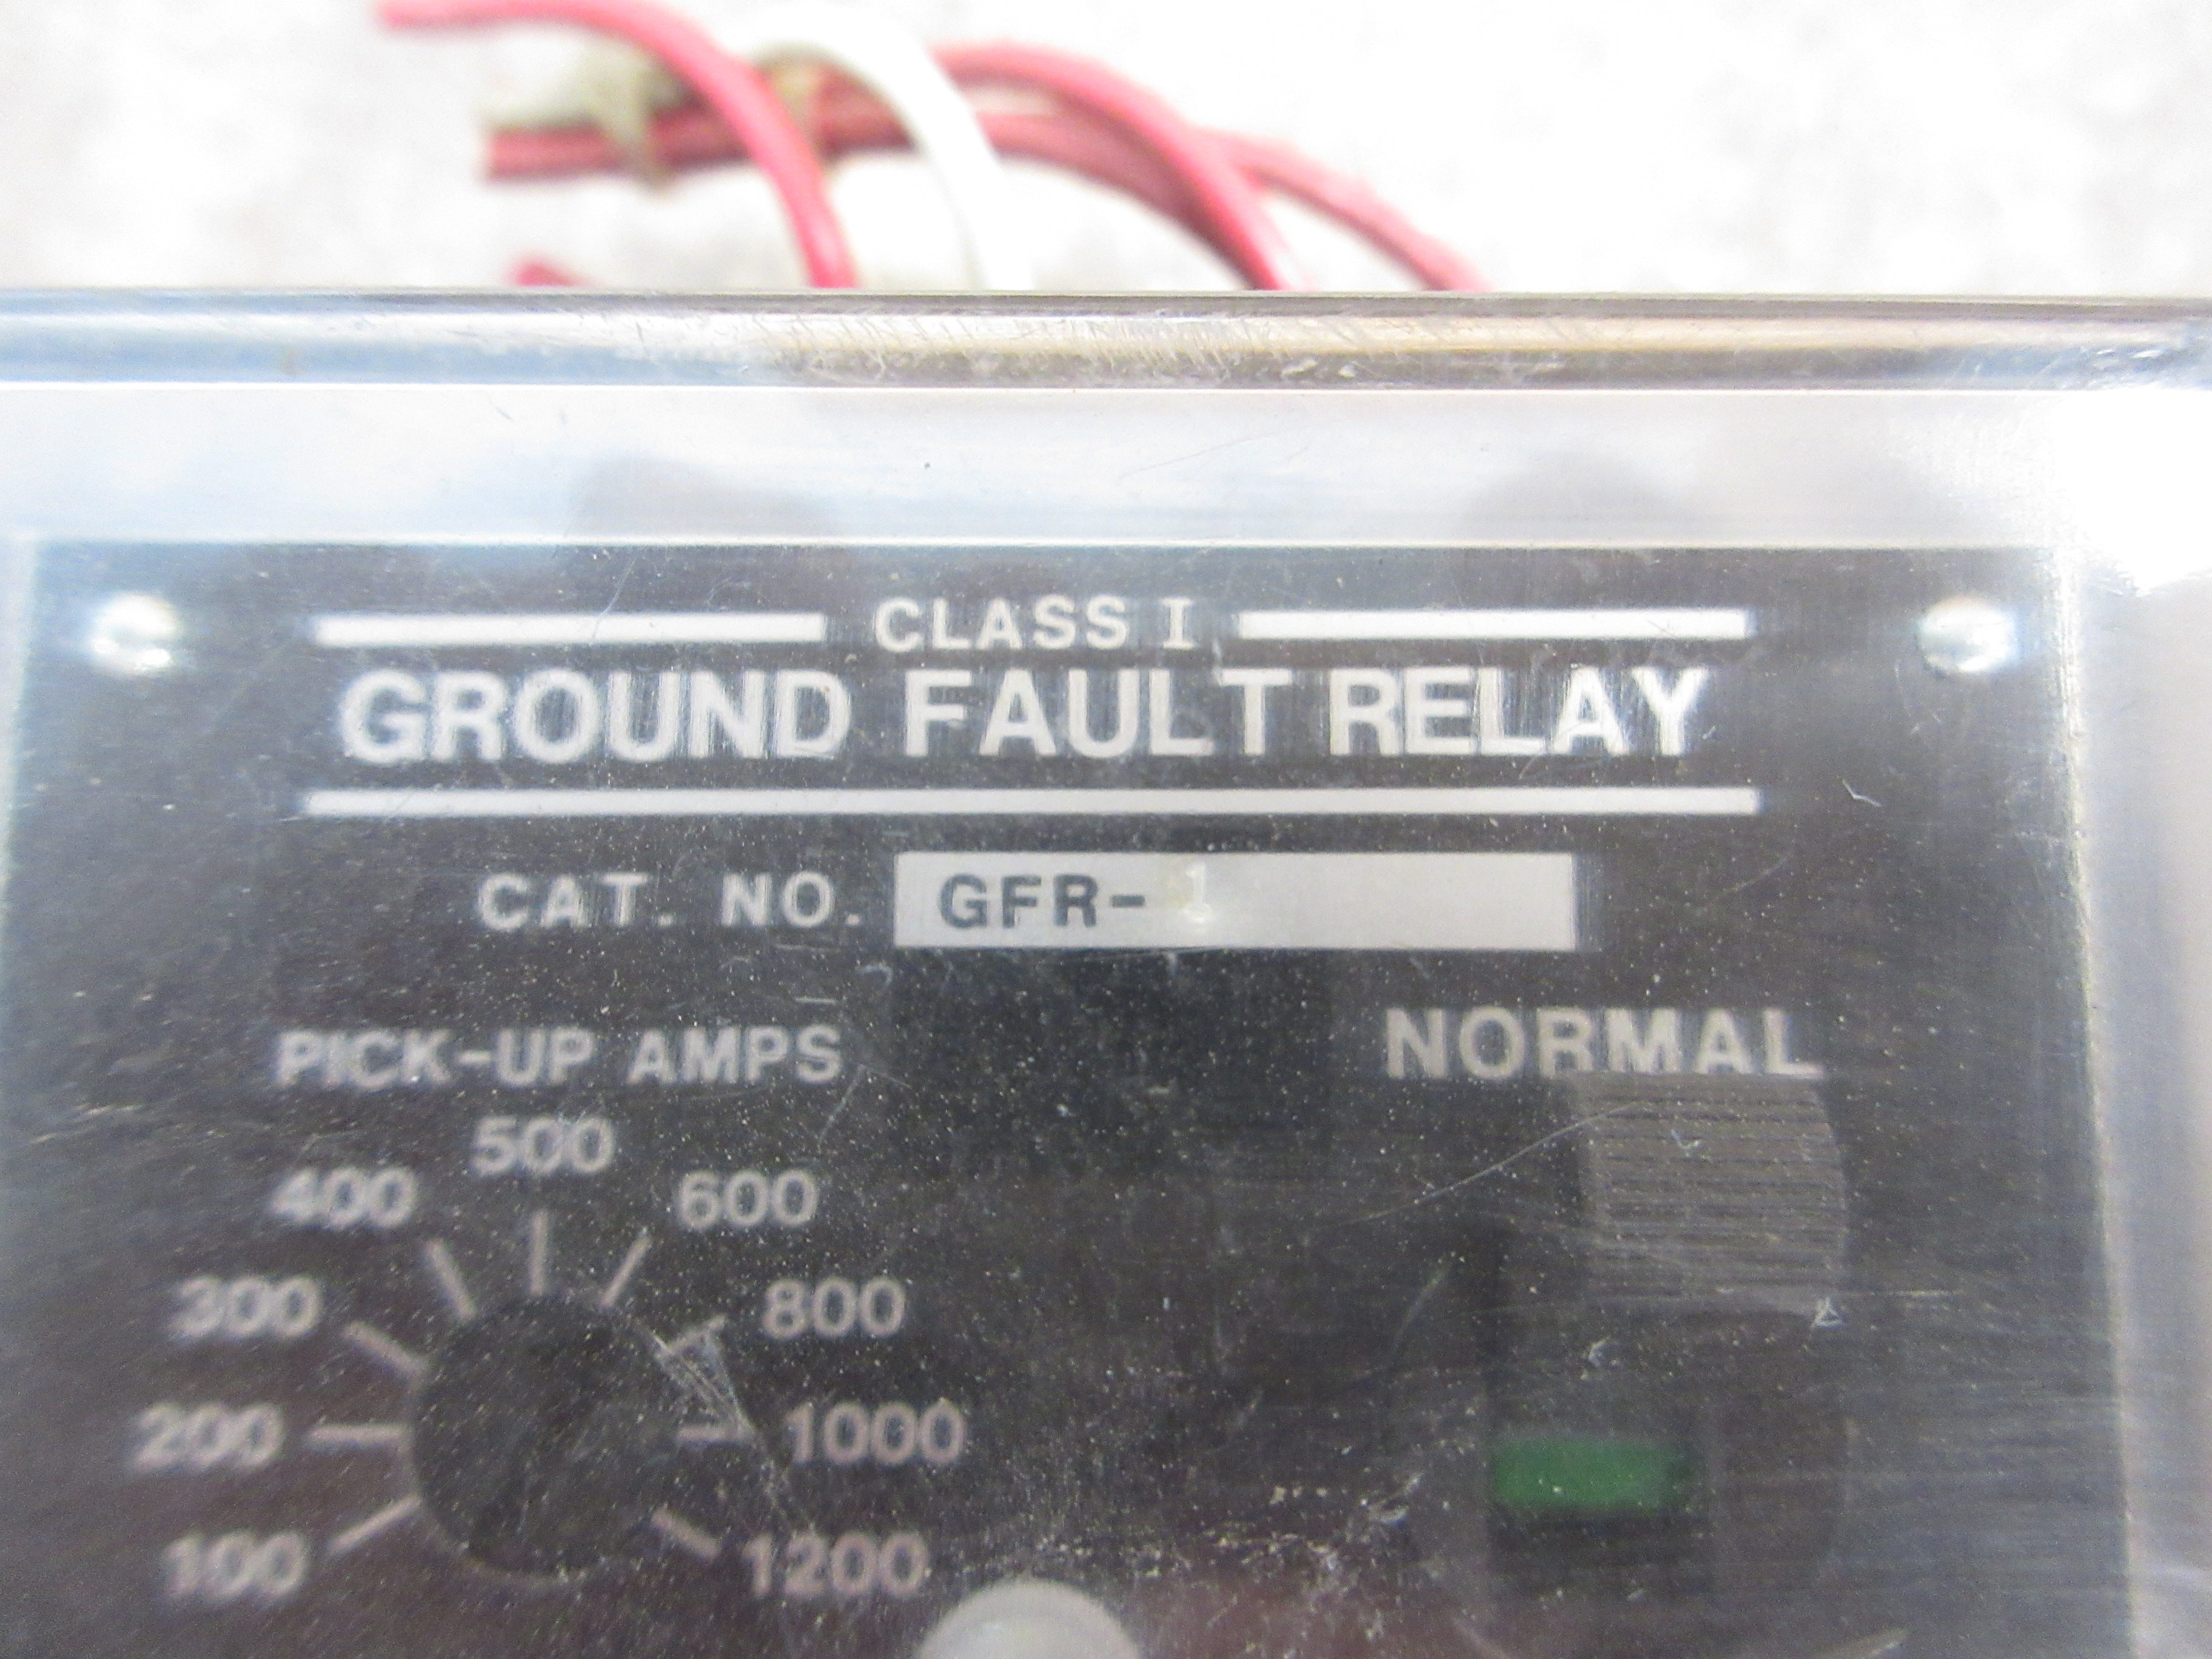 CLASS I
GROUND FAULT RELAY
CAT. NO. GFR-
PICK-UP AMPS
NORMAL
500
400 600
300 800
200 1000
100 1200